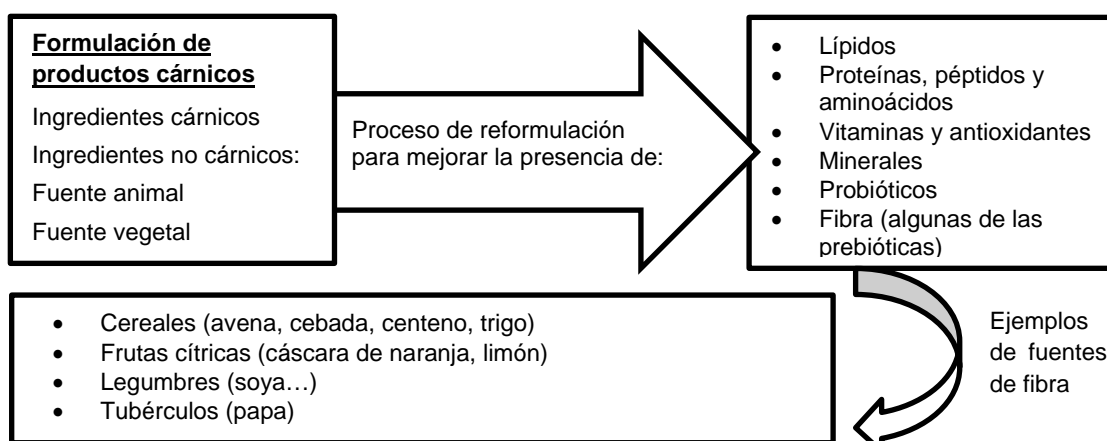 Formulación de
productos cárnicos
Ingredientes cárnicos
Ingredientes no cárnicos:
Fuente animal
Fuente vegetal
Proceso de reformulación
para mejorar la presencia de:
• Lípidos
• Proteínas, péptidos y
aminoácidos
• Vitaminas y antioxidantes
• Minerales
• Probióticos
• Fibra (algunas de las
prebióticas)
• Cereales (avena, cebada, centeno, trigo)
• Frutas cítricas (cáscara de naranja, limón)
• Legumbres (soya…)
• Tubérculos (papa)
Ejemplos
de fuentes
de fibra